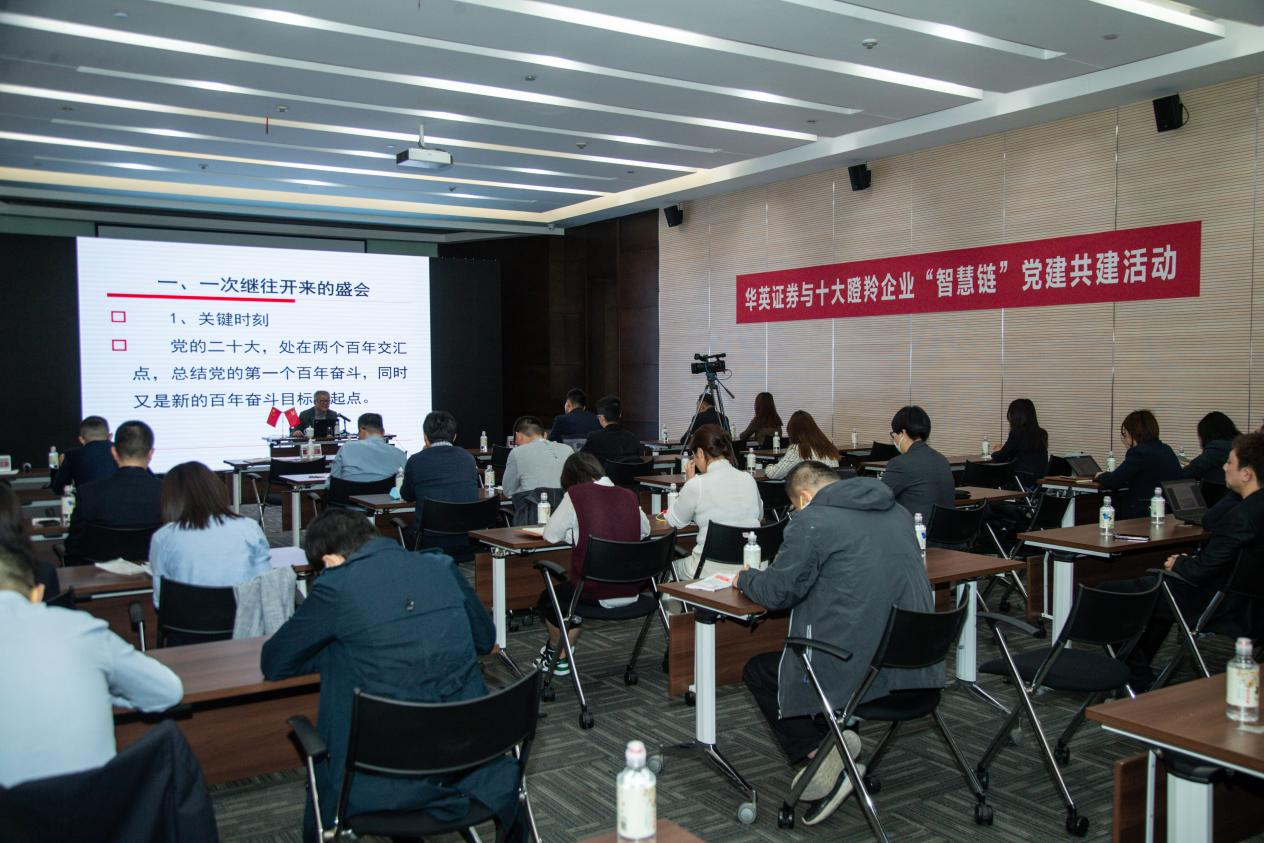 一、一次继往开来的盛会
1、关键时刻
党的二十大，处在两个百年交汇
点，总结党的第一个百年奋斗，同时
又是新的百年奋斗目标 起点。
华英证券与十大瞪羚企业“智慧链”党建共建活动